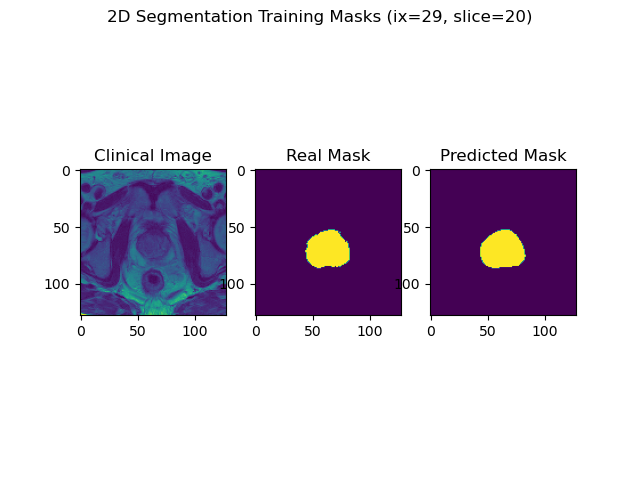 2D Segmentation Training Masks (ix=29, slice=20)
Clinical Image Real Mask Predicted Mask
0 0 0
50 50 50
100 100 100
0 50 100 0 50 100 0 50 100